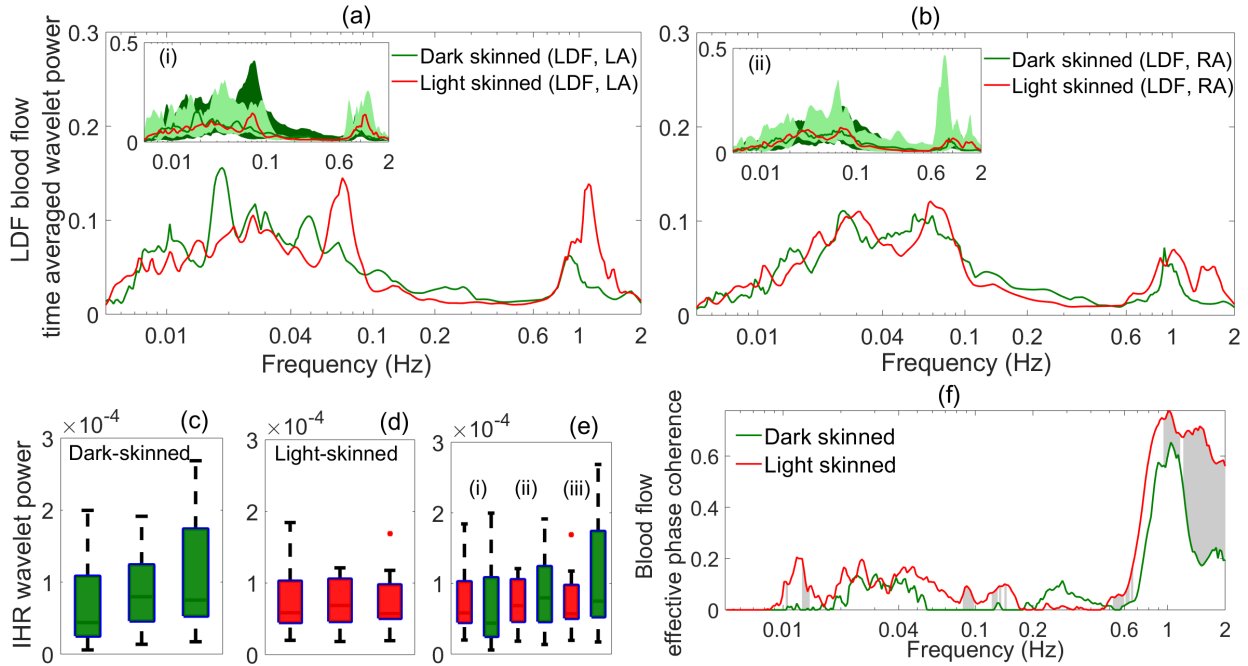 (a)
LDF blood flow
time averaged wavelet power
0.3
0.2
0.1
0
(i)
0.5
0
0.01 0.1 0.6 2
Dark skinned (LDF, LA)
Light skinned (LDF, LA)
0.01 0.04 0.1 0.2 0.6 1 2
Frequency (Hz)
(b)
0.3
0.2
0.1
0
(ii)
0.5
0
0.01 0.1 0.6 2
Dark skinned (LDF, RA)
Light skinned (LDF, RA)
0.01 0.04 0.1 0.2 0.6 1 2
Frequency (Hz)
IHR wavelet power
×10⁻⁴ (c)
3
2
1
0
Dark-skinned
×10⁻⁴ (d)
3
2
1
0
Light-skinned
×10⁻⁴ (e)
3
2
1
0
(i) (ii) (iii)
(f)
Blood flow
effective phase coherence
0.6
0.4
0.2
0
Dark skinned
Light skinned
0.01 0.04 0.1 0.2 0.6 1 2
Frequency (Hz)